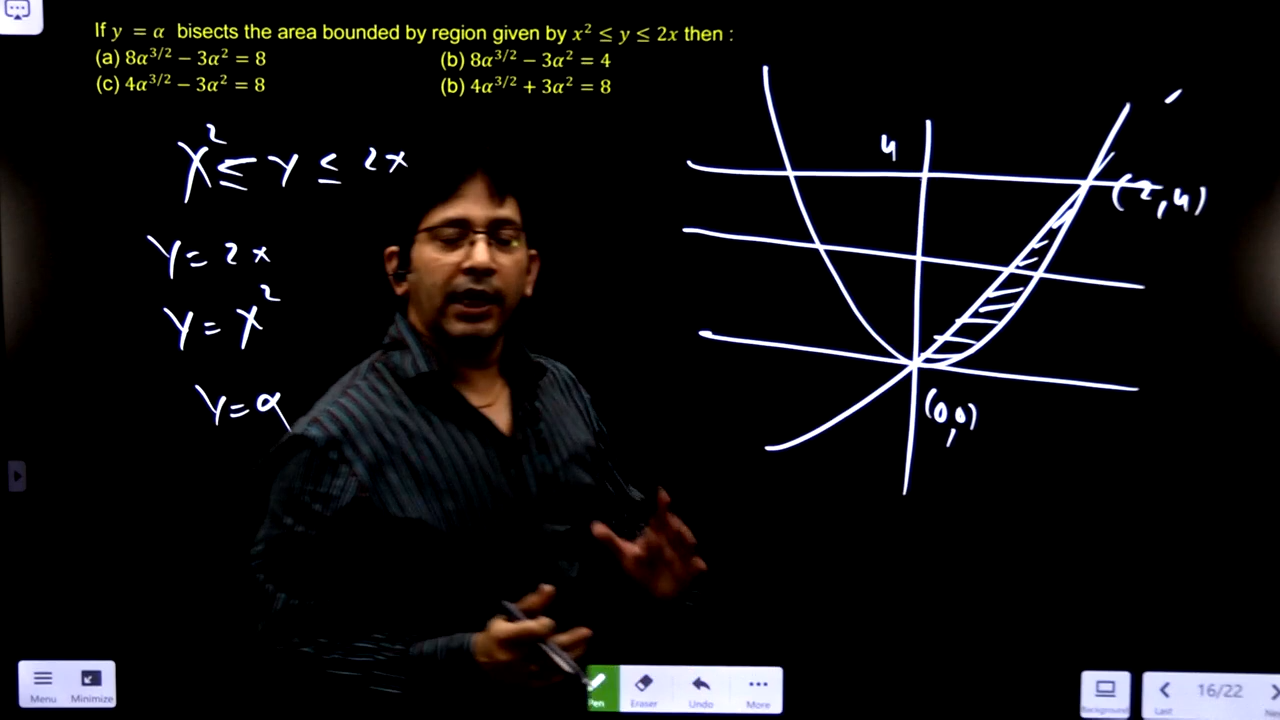 If y = α bisects the area bounded by region given by x² ≤ y ≤ 2x then :
(a) 8α^{3/2} − 3α² = 8 (b) 8α^{3/2} − 3α² = 4
(c) 4α^{3/2} − 3α² = 8 (b) 4α^{3/2} + 3α² = 8
x² ≤ y ≤ 2x
y = 2x
y = x²
y = α
4
(2,4)
(0,0)
Menu Minimize
Pen Eraser Undo More
Background
Last 16/22